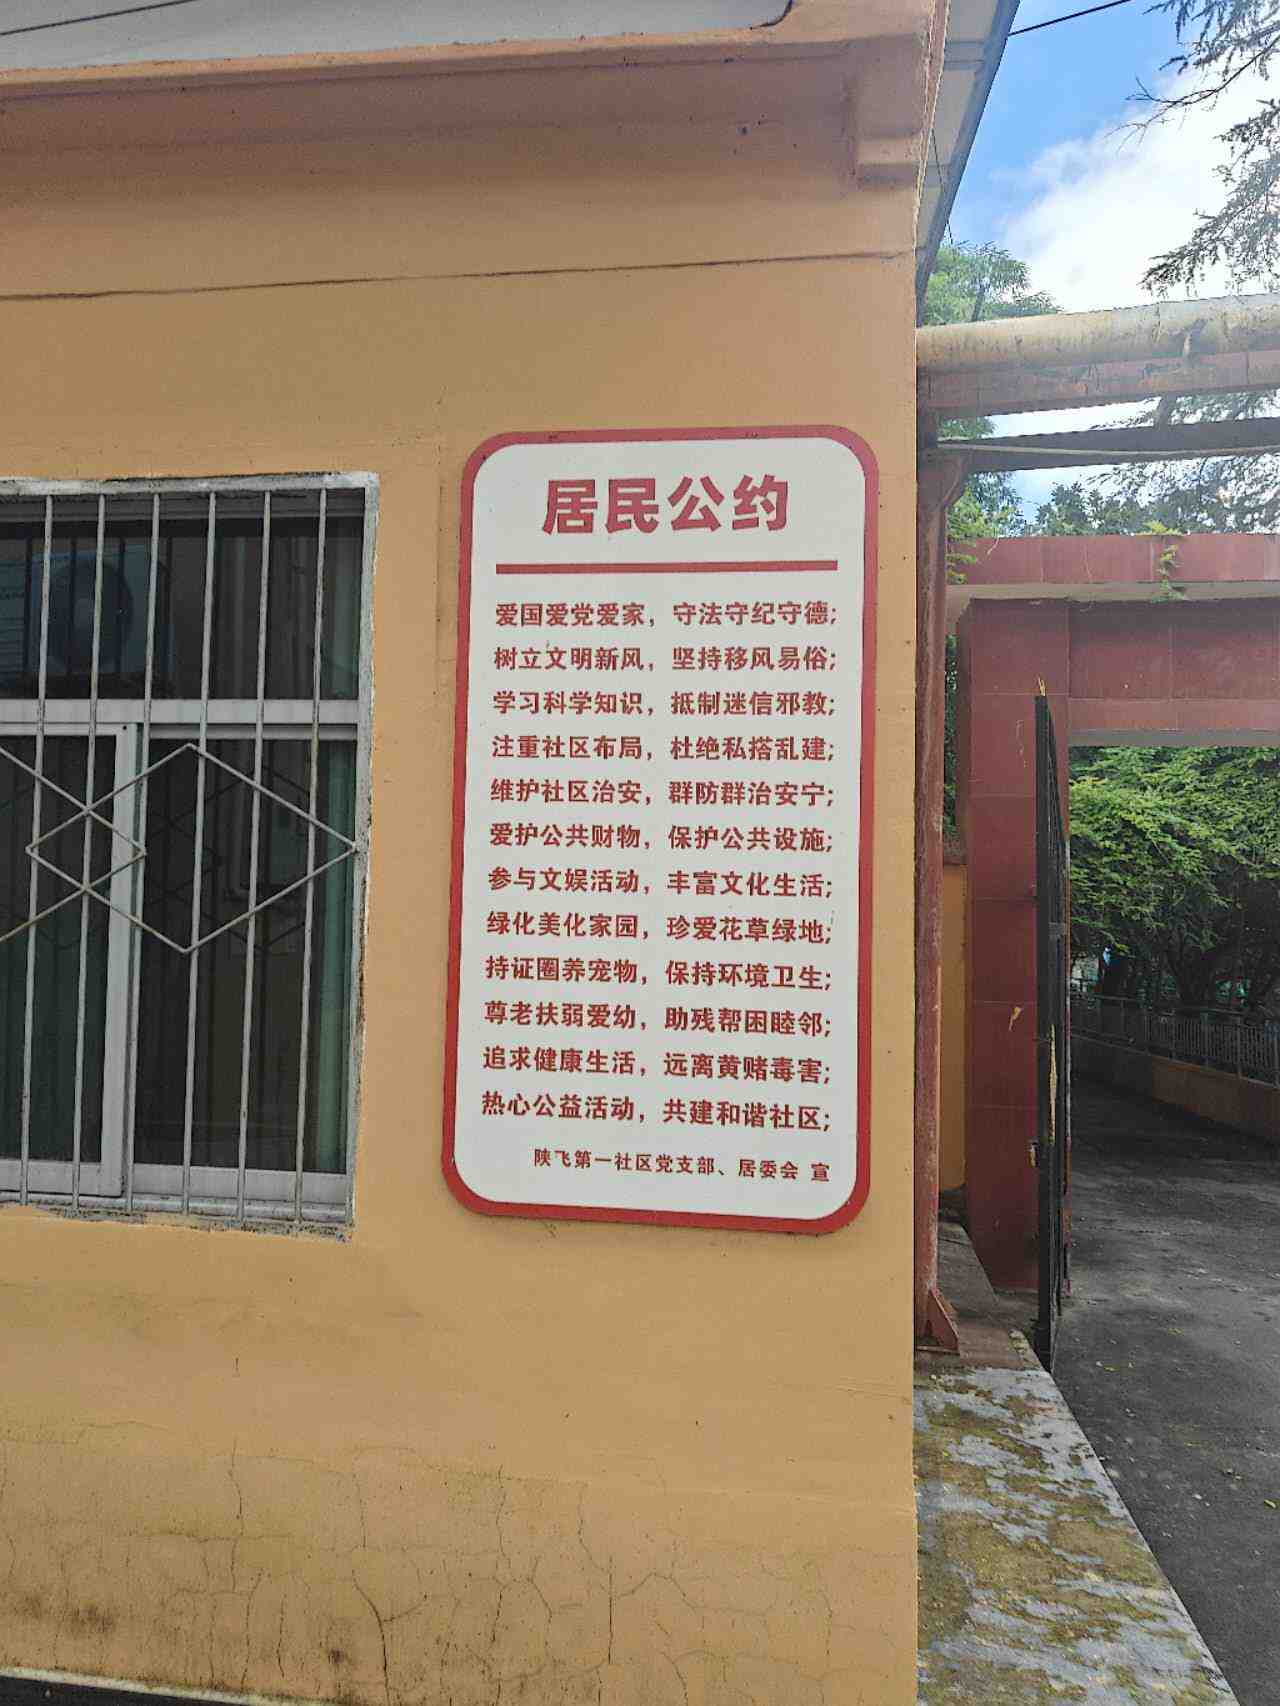 居民公约
爱国爱党爱家，守法守纪守德；
树立文明新风，坚持移风易俗；
学习科学知识，抵制迷信邪教；
注重社区布局，杜绝私搭乱建；
维护社区治安，群防群治安宁；
爱护公共财物，保护公共设施；
参与文娱活动，丰富文化生活；
绿化美化家园，珍爱花草绿地；
持证圈养宠物，保持环境卫生；
尊老扶弱爱幼，助残帮困睦邻；
追求健康生活，远离黄赌毒害；
热心公益活动，共建和谐社区；
陕飞第一社区党支部、居委会 宣